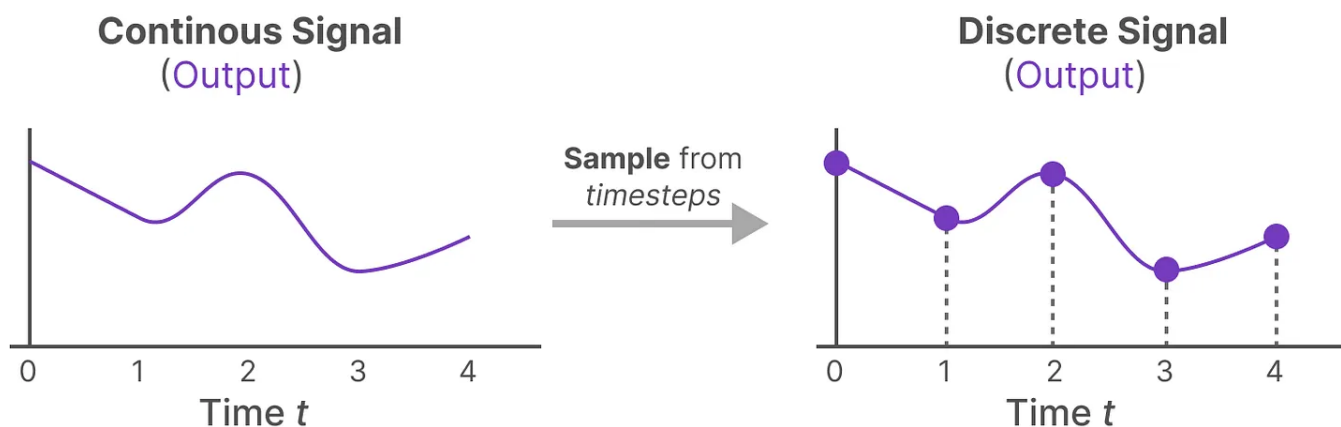 Continous Signal
(Output)
0 1 2 3 4
Time t
Sample from
timesteps
Discrete Signal
(Output)
0 1 2 3 4
Time t